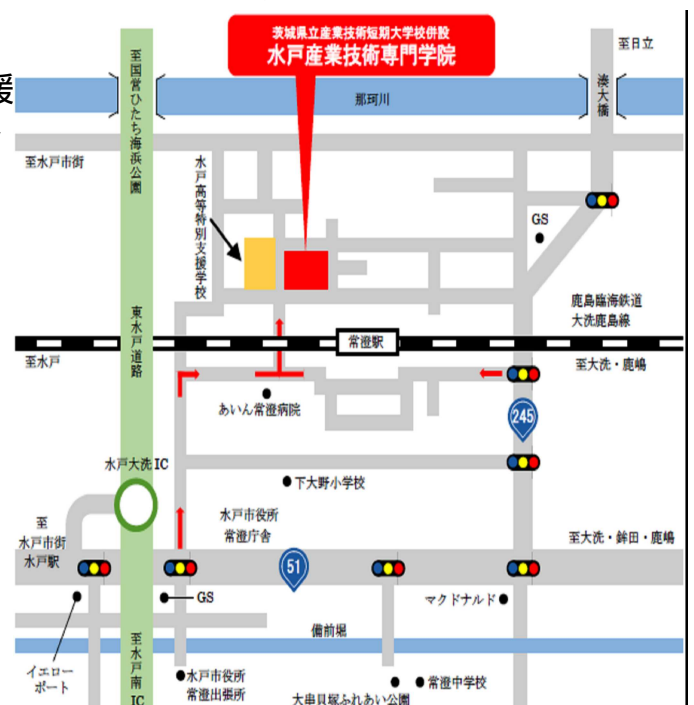 茨城県立産業技術短期大学校併設
水戸産業技術専門学院
至日立
援
至国営ひたち海浜公園
那珂川
湊大橋
至水戸市街
水戸高等特別支援学校
GS
鹿島臨海鉄道
大洗鹿島線
東水戸道路
常澄駅
至水戸
至大洗・鹿嶋
あいん常澄病院
245
水戸大洗IC
下大野小学校
至
水戸市街
水戸駅
水戸市役所
常澄庁舎
至大洗・鉾田・鹿嶋
51
GS
マクドナルド
備前堀
イエロー
ポート
至水戸南IC
水戸市役所
常澄出張所
常澄中学校
大串貝塚ふれあい公園